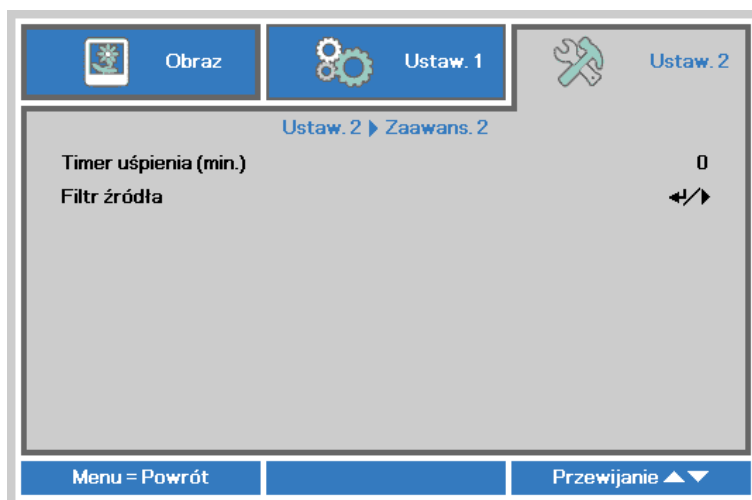 Obraz
Ustaw. 1
Ustaw. 2
Ustaw. 2 Zaawans. 2
Timer uśpienia (min.) 0
Filtr źródła /
Menu = Powrót
Przewijanie